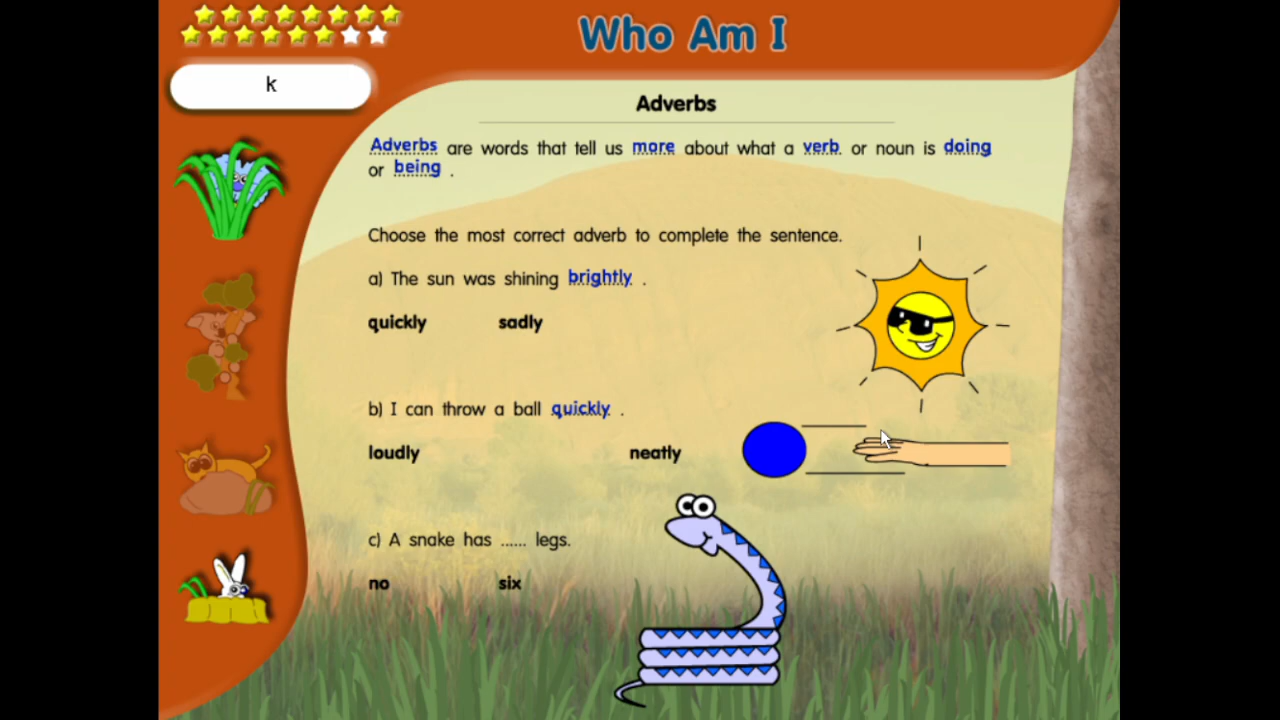 Who Am I
k
Adverbs
Adverbs are words that tell us more about what a verb or noun is doing
or being .
Choose the most correct adverb to complete the sentence.
a) The sun was shining brightly .
quickly sadly
b) I can throw a ball quickly .
loudly neatly
c) A snake has ...... legs.
no six